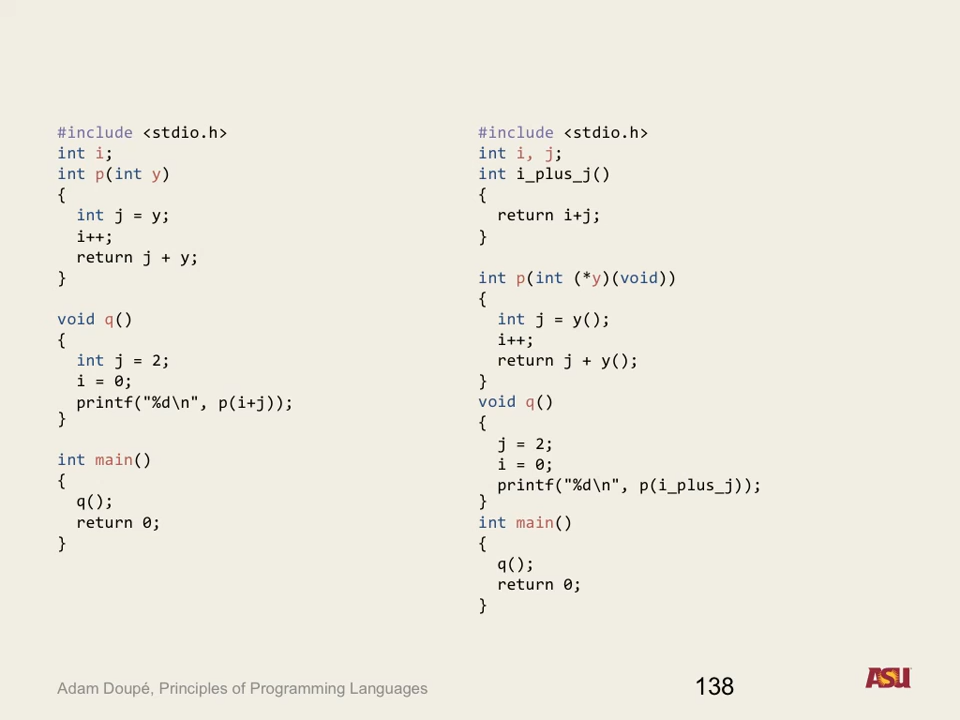 #include <stdio.h>
int i;
int p(int y)
{
  int j = y;
  i++;
  return j + y;
}

void q()
{
  int j = 2;
  i = 0;
  printf("%d\n", p(i+j));
}

int main()
{
  q();
  return 0;
}

#include <stdio.h>
int i, j;
int i_plus_j()
{
  return i+j;
}

int p(int (*y)(void))
{
  int j = y();
  i++;
  return j + y();
}
void q()
{
  j = 2;
  i = 0;
  printf("%d\n", p(i_plus_j));
}
int main()
{
  q();
  return 0;
}

Adam Doupé, Principles of Programming Languages
138
ASU